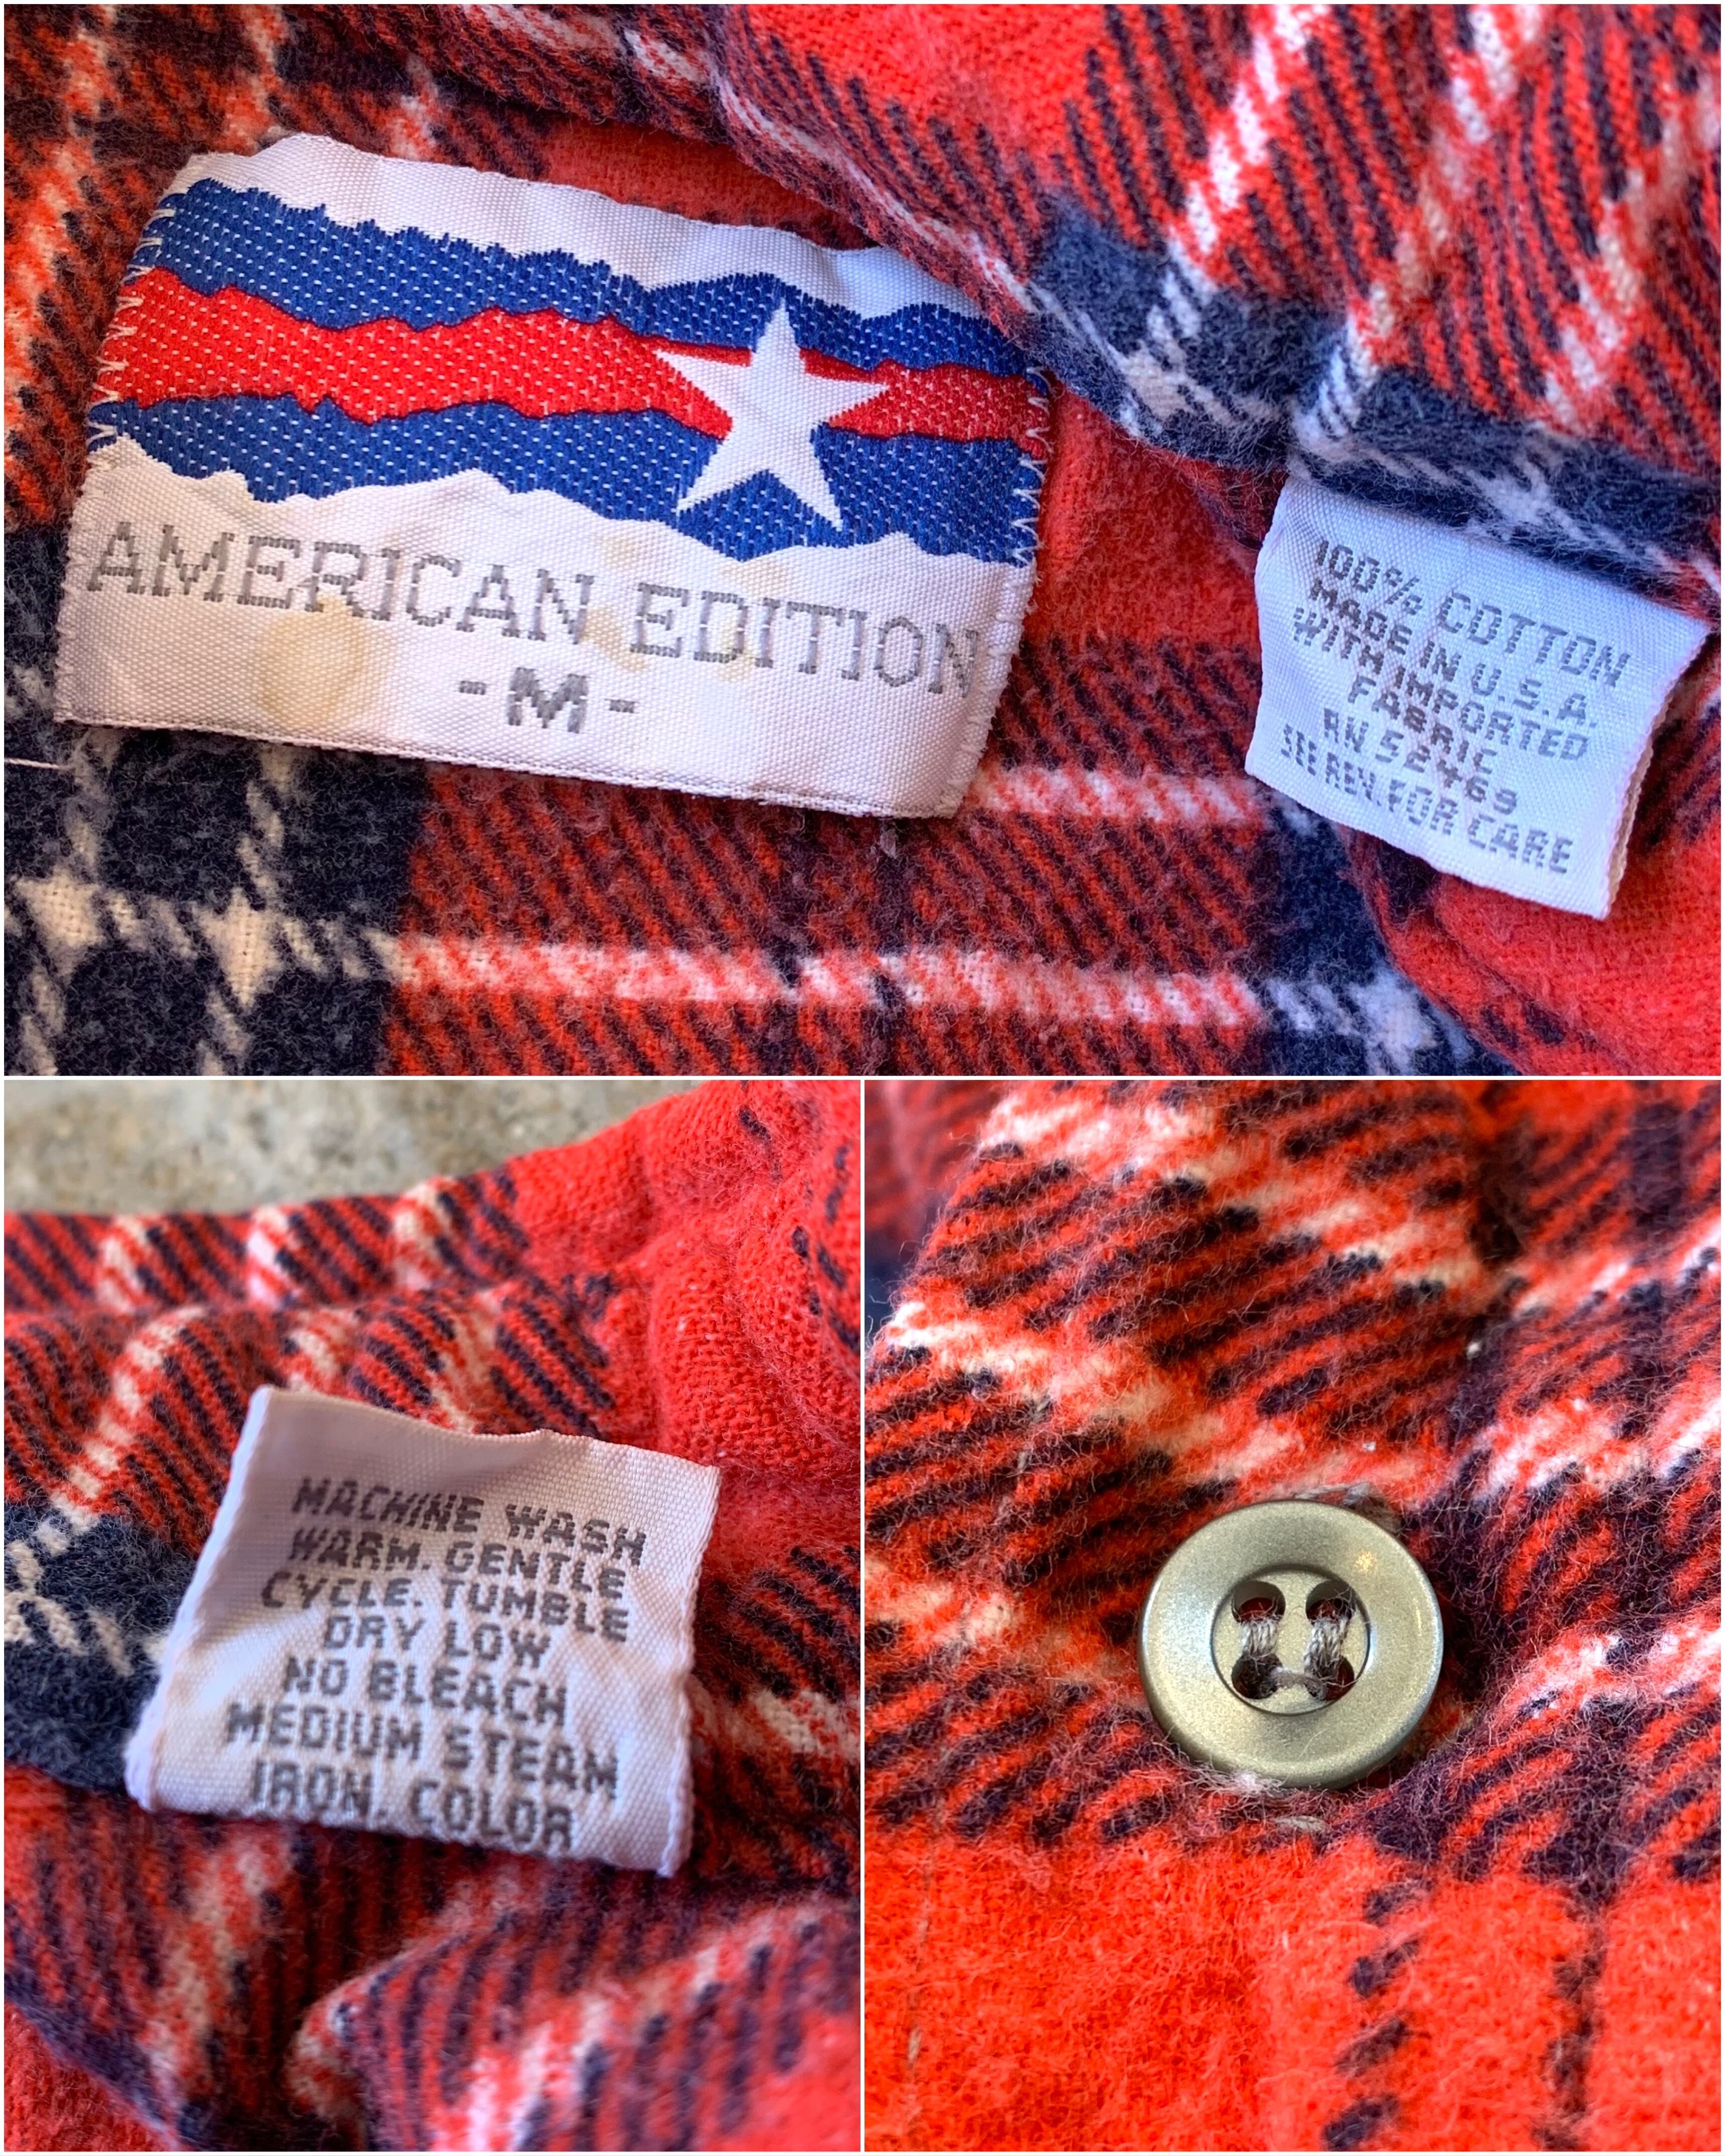 AMERICAN EDITION
- M -
100% COTTON
MADE IN U.S.A.
WITH IMPORTED
FABRIC
RN 52469
SEE REV. FOR CARE
MACHINE WASH
WARM. GENTLE
CYCLE. TUMBLE
DRY LOW
NO BLEACH
MEDIUM STEAM
IRON. COLOR